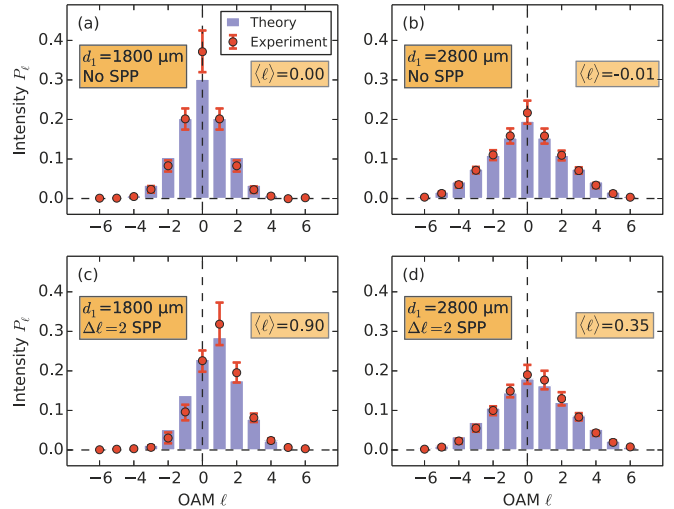 (a)
d₁=1800 μm
No SPP
Theory
Experiment
⟨ℓ⟩=0.00
Intensity Pℓ
0.4
0.3
0.2
0.1
0.0
−6 −4 −2 0 2 4 6
(b)
d₁=2800 μm
No SPP
⟨ℓ⟩=-0.01
Intensity Pℓ
0.4
0.3
0.2
0.1
0.0
−6 −4 −2 0 2 4 6
(c)
d₁=1800 μm
Δℓ=2 SPP
⟨ℓ⟩=0.90
Intensity Pℓ
0.4
0.3
0.2
0.1
0.0
−6 −4 −2 0 2 4 6
OAM ℓ
(d)
d₁=2800 μm
Δℓ=2 SPP
⟨ℓ⟩=0.35
Intensity Pℓ
0.4
0.3
0.2
0.1
0.0
−6 −4 −2 0 2 4 6
OAM ℓ